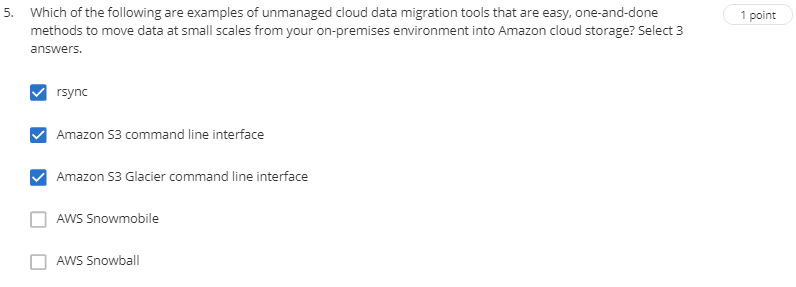 5. Which of the following are examples of unmanaged cloud data migration tools that are easy, one-and-done
1 point
methods to move data at small scales from your on-premises environment into Amazon cloud storage? Select 3
answers.
rsync
Amazon S3 command line interface
Amazon S3 Glacier command line interface
AWS Snowmobile
AWS Snowball